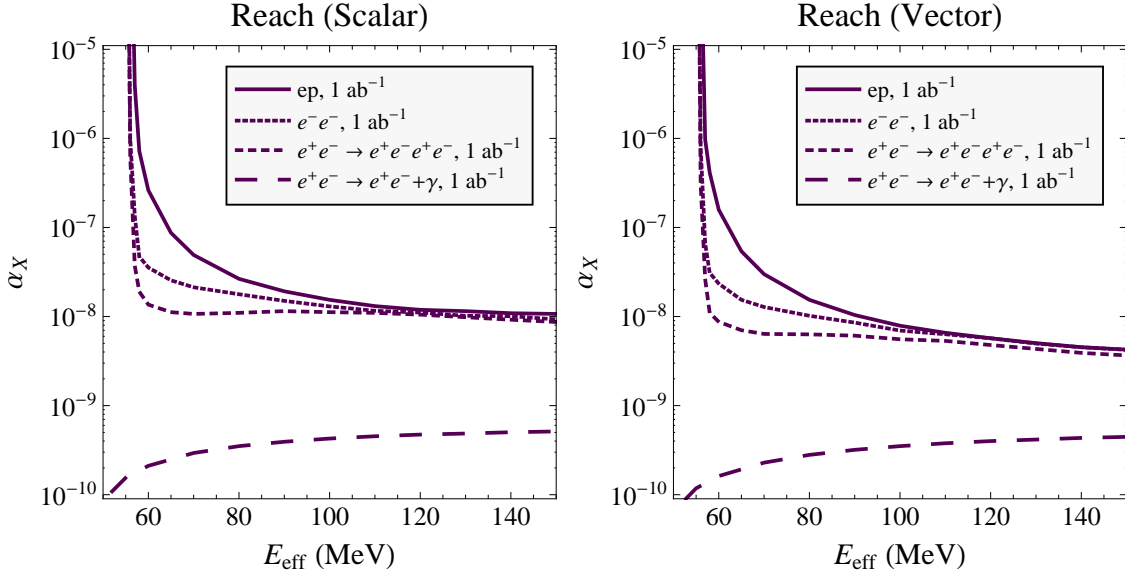 Reach (Scalar)
10⁻⁵
10⁻⁶
10⁻⁷
10⁻⁸
10⁻⁹
10⁻¹⁰
α_X
ep, 1 ab⁻¹
e⁻e⁻, 1 ab⁻¹
e⁺e⁻ → e⁺e⁻e⁺e⁻, 1 ab⁻¹
e⁺e⁻ → e⁺e⁻+γ, 1 ab⁻¹
60 80 100 120 140
E_eff (MeV)
Reach (Vector)
10⁻⁵
10⁻⁶
10⁻⁷
10⁻⁸
10⁻⁹
10⁻¹⁰
α_X
ep, 1 ab⁻¹
e⁻e⁻, 1 ab⁻¹
e⁺e⁻ → e⁺e⁻e⁺e⁻, 1 ab⁻¹
e⁺e⁻ → e⁺e⁻+γ, 1 ab⁻¹
60 80 100 120 140
E_eff (MeV)